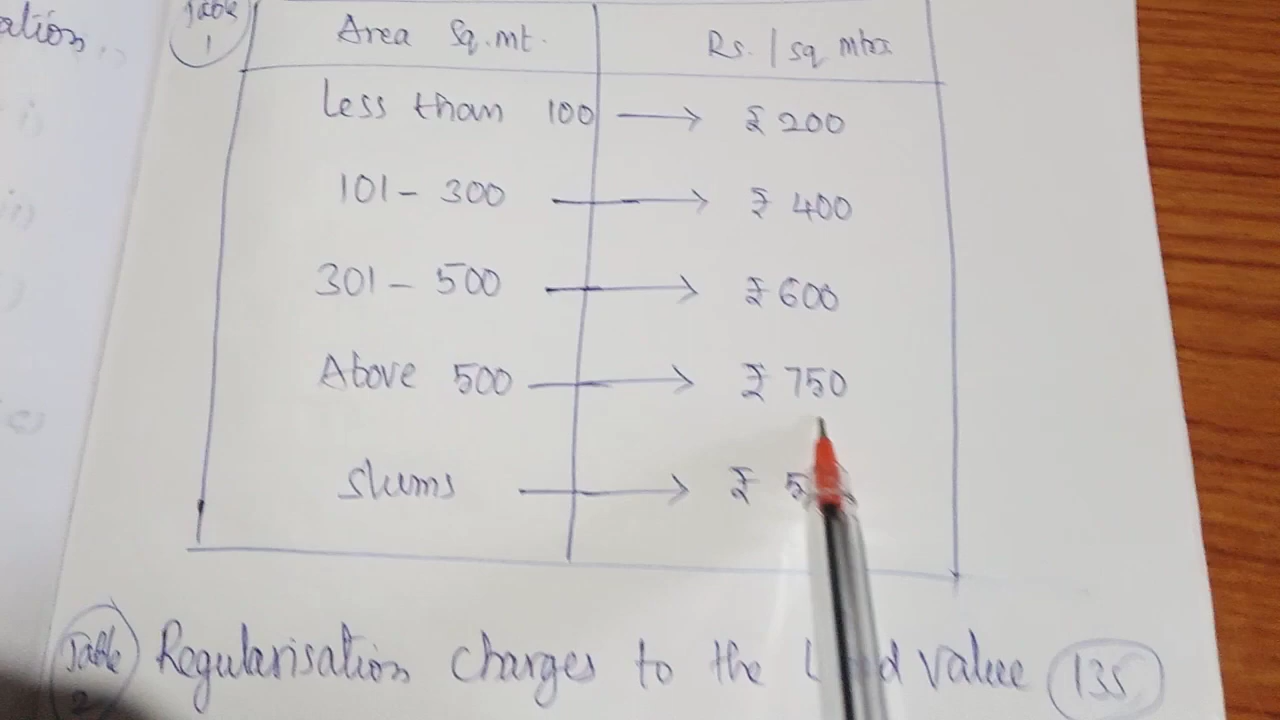 ation.
Table 1
Area Sq.mt.
Rs. / sq mtr
Less than 100 → ₹ 200
101 - 300 → ₹ 400
301 - 500 → ₹ 600
Above 500 → ₹ 750
Slums → ₹
Table 2 Regularisation charges to the value 135